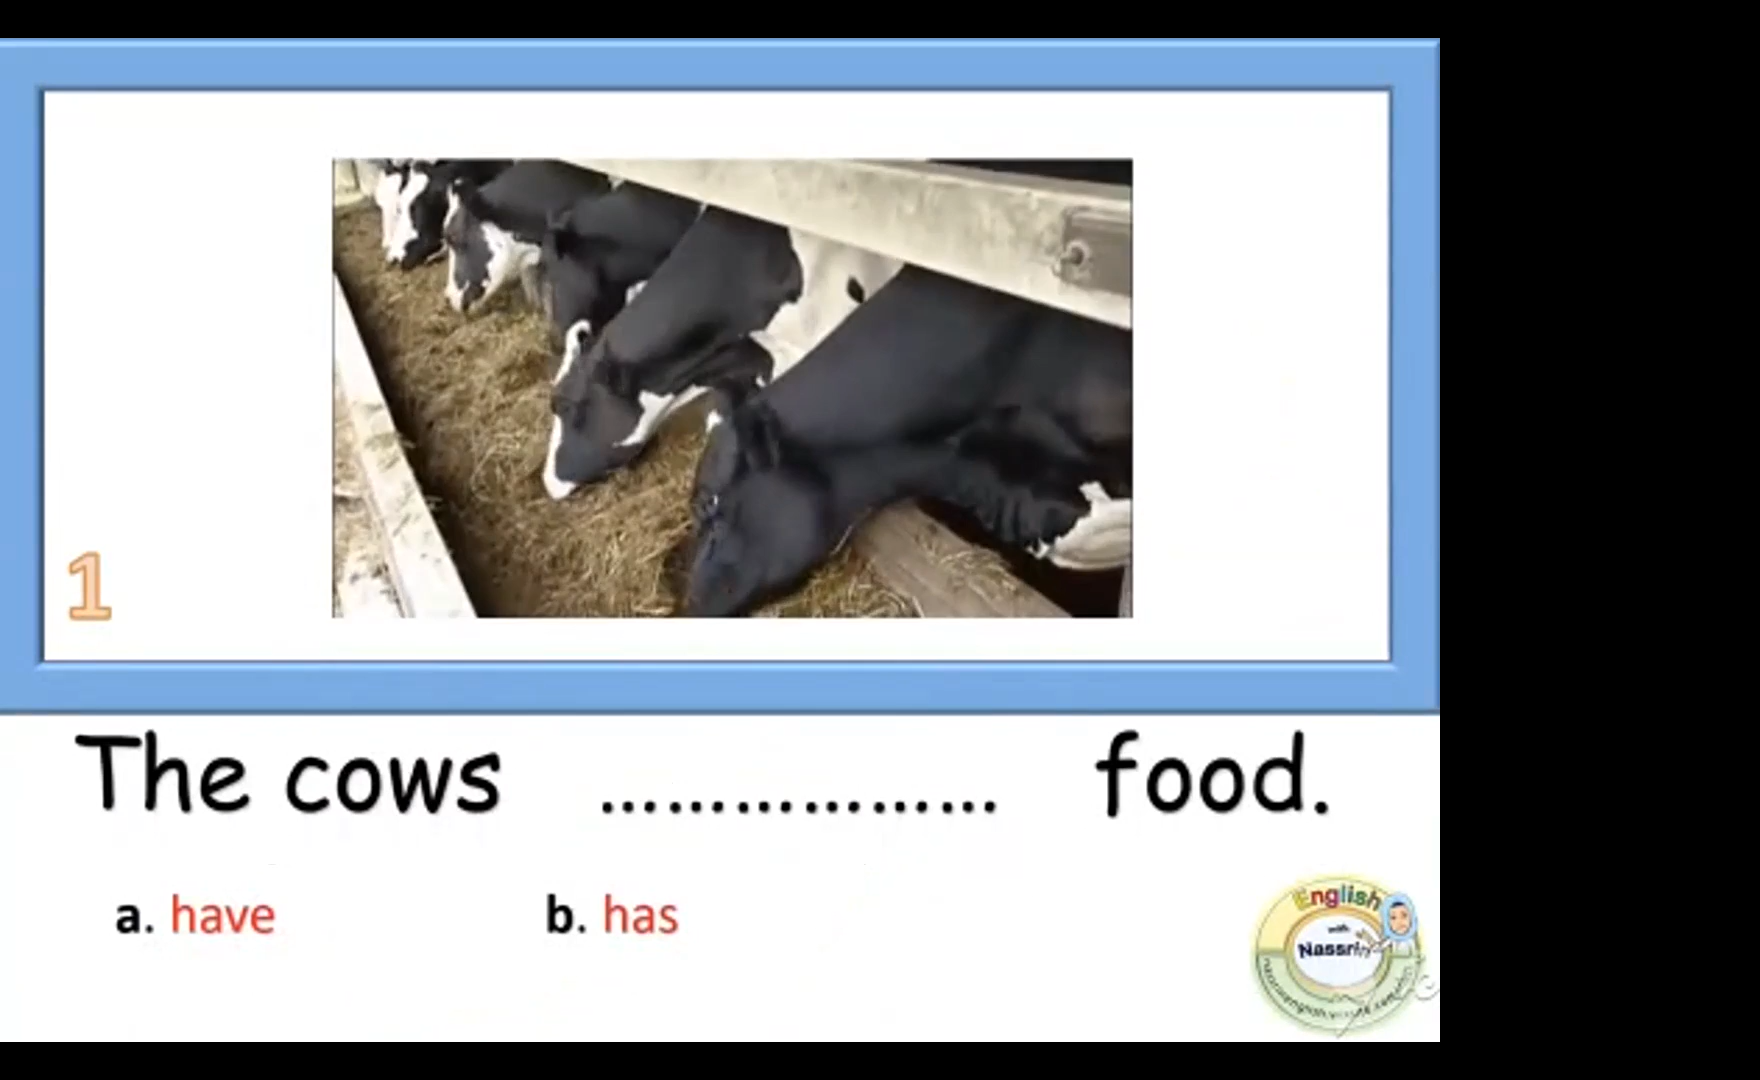 1
The cows ……………… food.
a. have
b. has
English
with
Nassrin